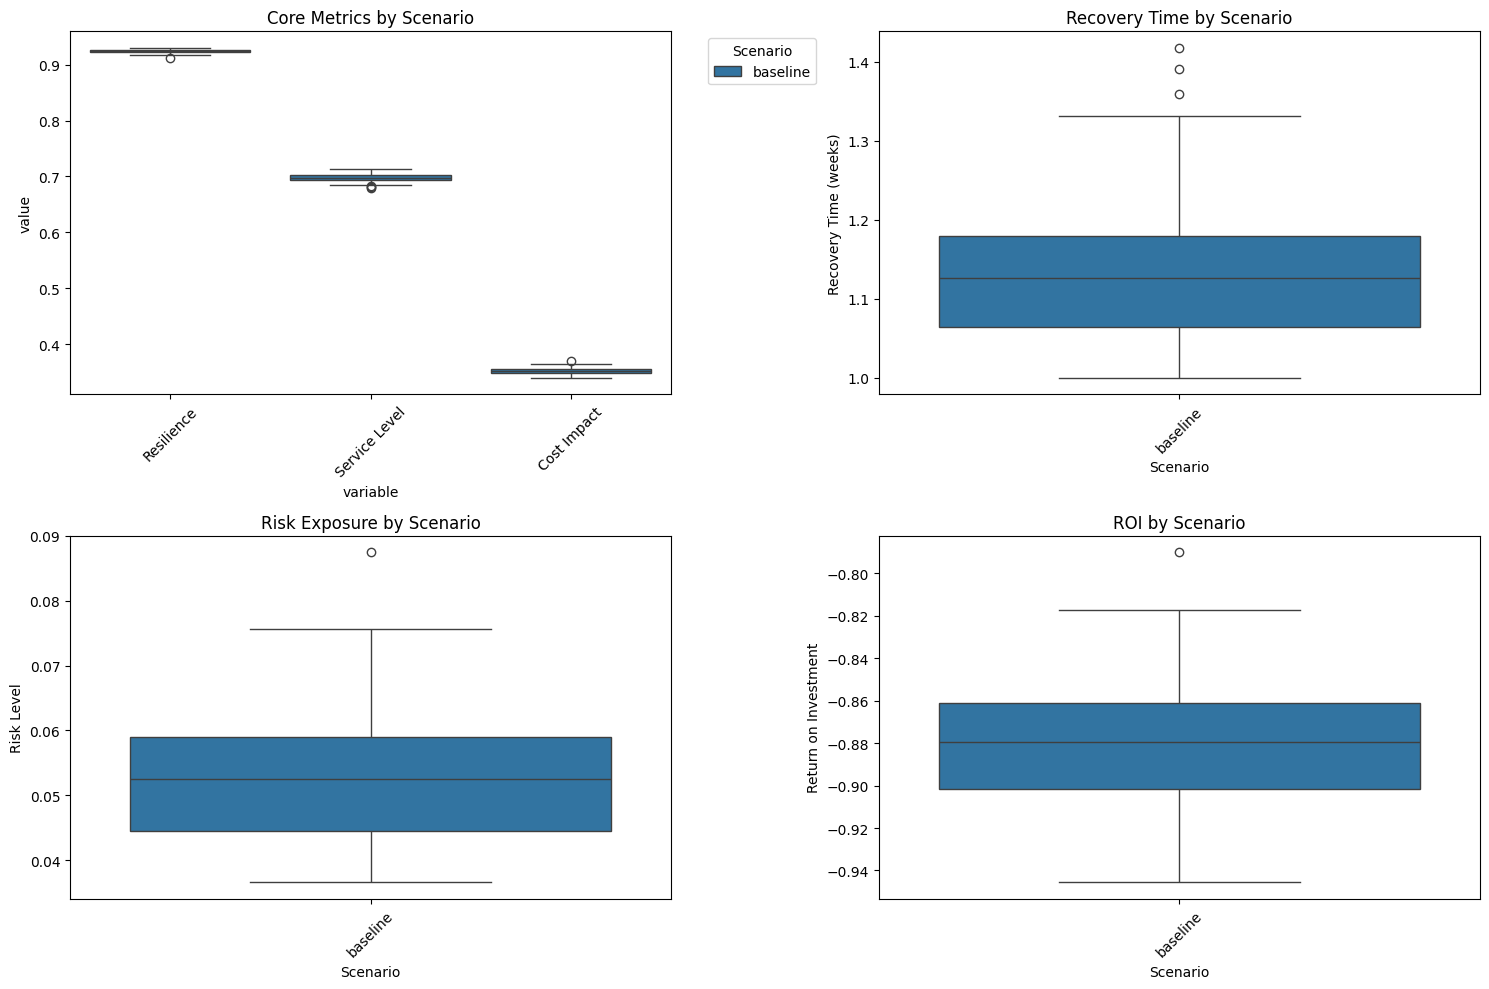 Core Metrics by Scenario
value
0.9
0.8
0.7
0.6
0.5
0.4
Resilience
Service Level
Cost Impact
variable
Scenario
baseline
Recovery Time by Scenario
Recovery Time (weeks)
1.4
1.3
1.2
1.1
1.0
baseline
Scenario
Risk Exposure by Scenario
Risk Level
0.09
0.08
0.07
0.06
0.05
0.04
baseline
Scenario
ROI by Scenario
Return on Investment
−0.80
−0.82
−0.84
−0.86
−0.88
−0.90
−0.92
−0.94
baseline
Scenario